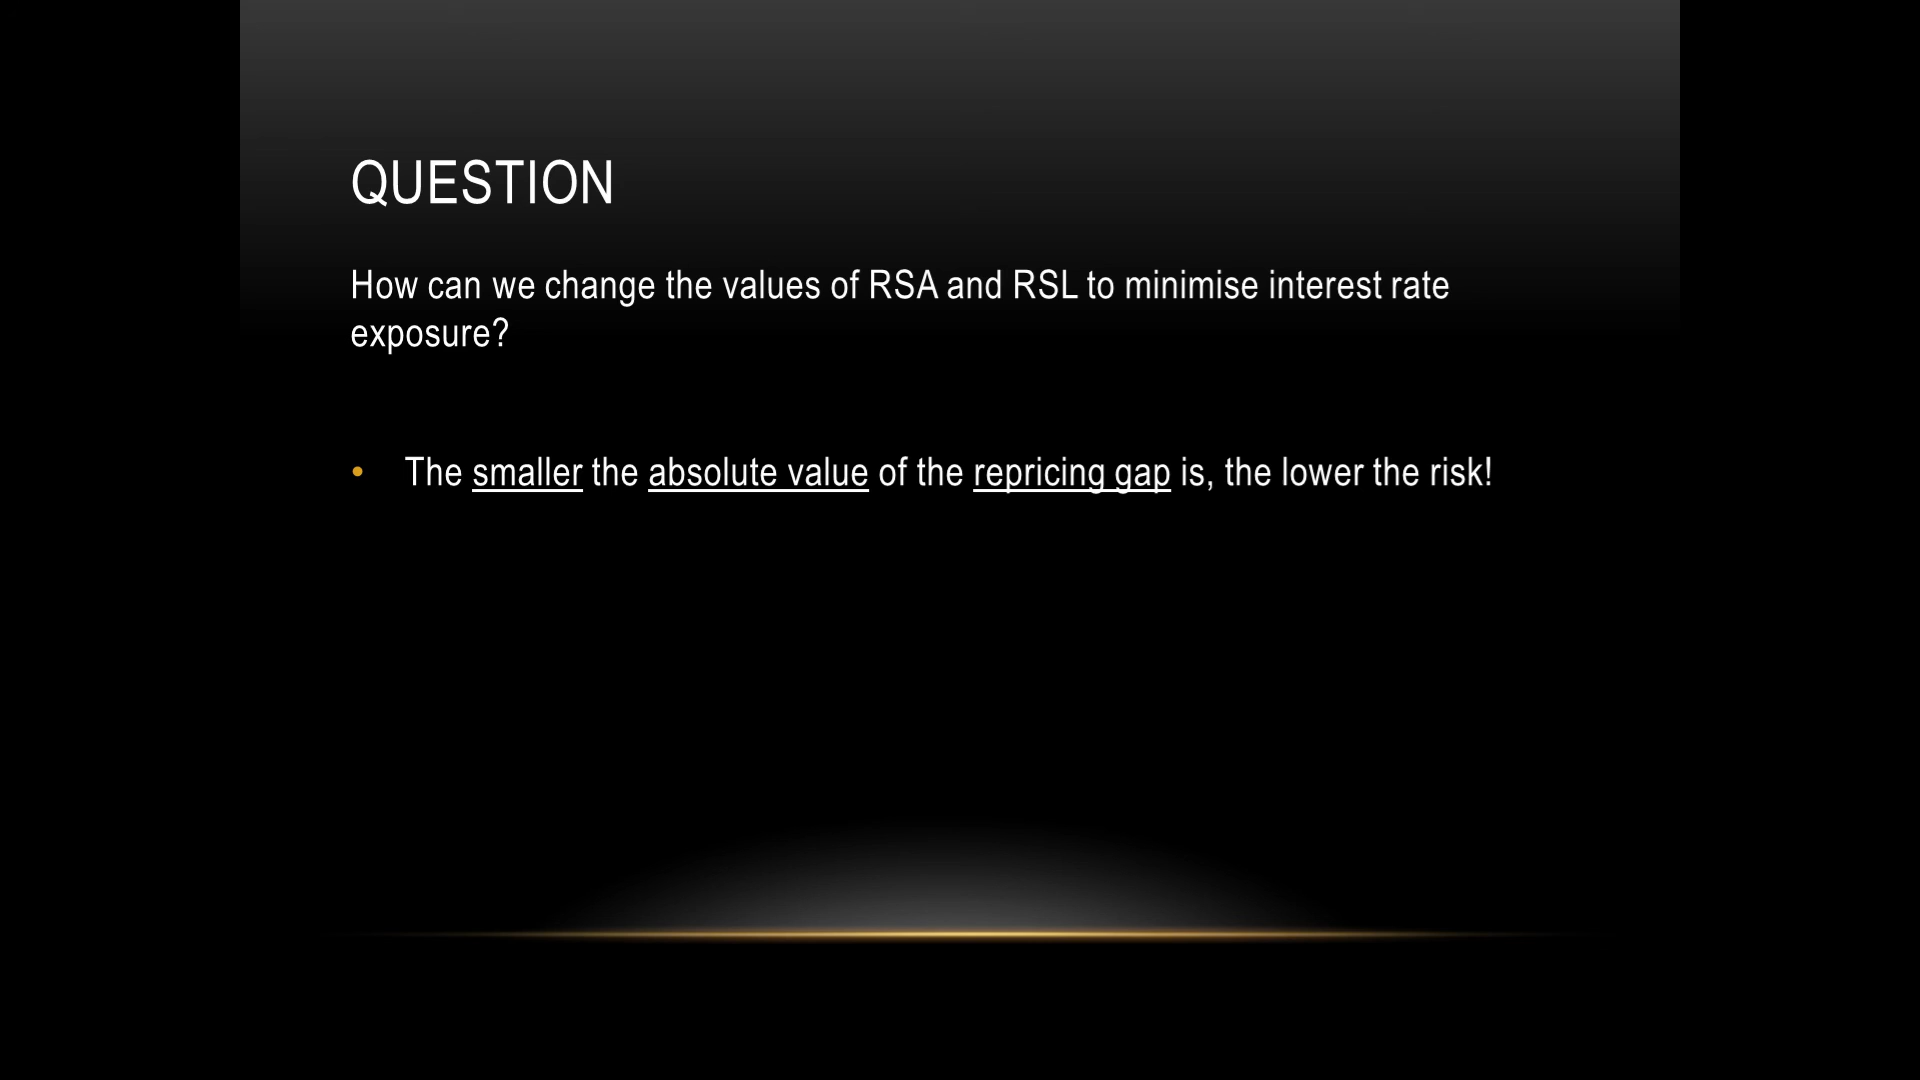 QUESTION
How can we change the values of RSA and RSL to minimise interest rate
exposure?
• The smaller the absolute value of the repricing gap is, the lower the risk!